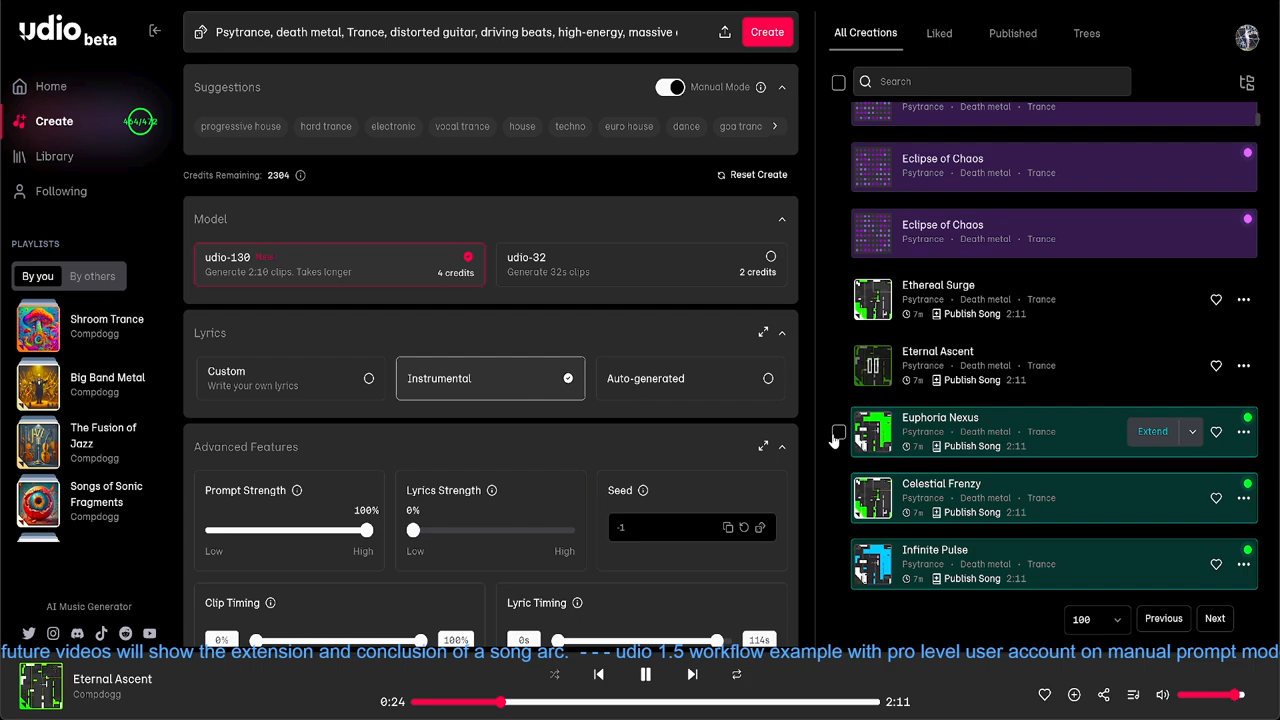 udio
beta
Psytrance, death metal, Trance, distorted guitar, driving beats, high-energy, massive
Create
All Creations
Liked
Published
Trees
Home
Create
464/472
Library
Following
PLAYLISTS
By you
By others
Shroom Trance
Compdogg
Big Band Metal
Compdogg
The Fusion of
Jazz
Compdogg
Songs of Sonic
Fragments
Compdogg
AI Music Generator
Suggestions
Manual Mode
progressive house
hard trance
electronic
vocal trance
house
techno
euro house
dance
goa tranc
Credits Remaining: 2304
Reset Create
Model
udio-130 New
Generate 2:10 clips. Takes longer
4 credits
udio-32
Generate 32s clips
2 credits
Lyrics
Custom
Write your own lyrics
Instrumental
Auto-generated
Advanced Features
Prompt Strength
100%
Low
High
Lyrics Strength
0%
Low
High
Seed
-1
Clip Timing
0%
100%
Lyric Timing
0s
114s
Search
Psytrance · Death metal · Trance
Eclipse of Chaos
Psytrance · Death metal · Trance
Eclipse of Chaos
Psytrance · Death metal · Trance
Ethereal Surge
Psytrance · Death metal · Trance
7m Publish Song 2:11
Eternal Ascent
Psytrance · Death metal · Trance
7m Publish Song 2:11
Euphoria Nexus
Psytrance · Death metal · Trance
7m Publish Song 2:11
Extend
Celestial Frenzy
Psytrance · Death metal · Trance
7m Publish Song 2:11
Infinite Pulse
Psytrance · Death metal · Trance
7m Publish Song 2:11
100
Previous
Next
future videos will show the extension and conclusion of a song arc. - - - udio 1.5 workflow example with pro level user account on manual prompt mod
Eternal Ascent
Compdogg
0:24
2:11